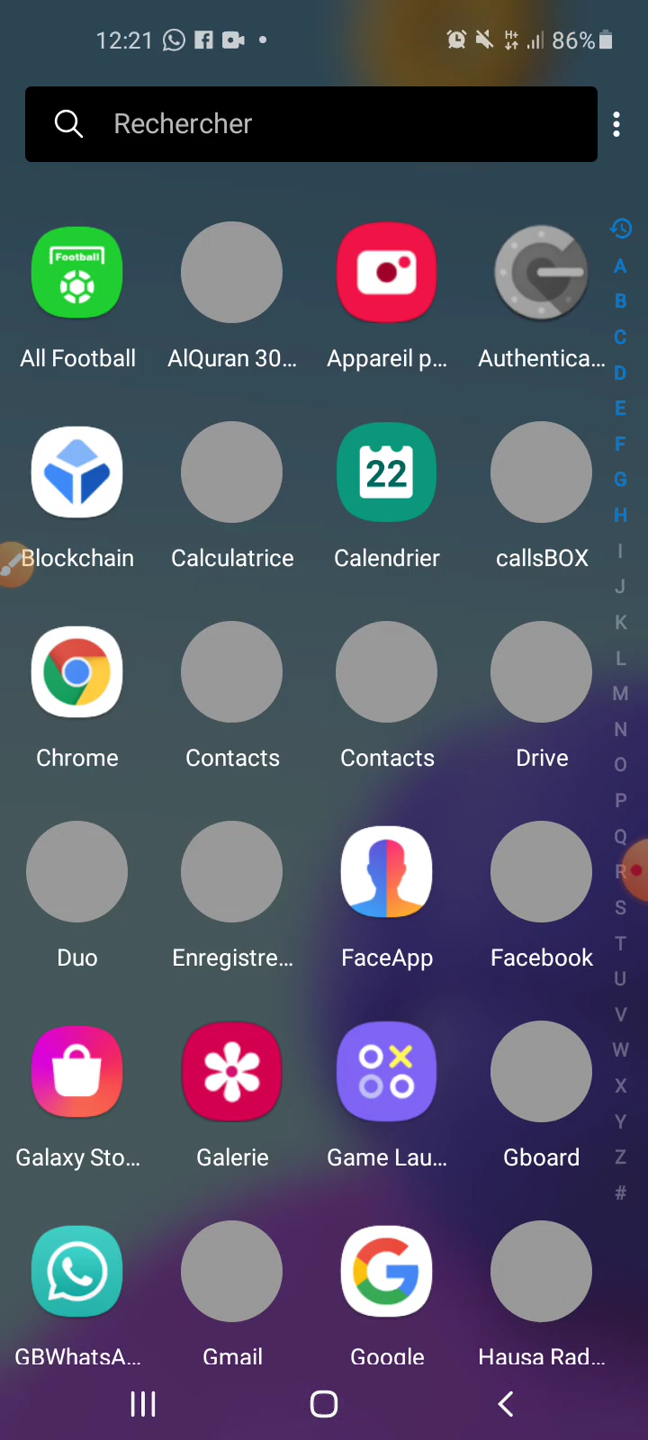 12:21
86%
Rechercher
Football
All Football
AlQuran 30...
Appareil p...
Authentica...
A
B
C
D
E
F
G
H
I
J
K
L
M
N
O
P
Q
R
S
T
U
V
W
X
Y
Z
#
22
Blockchain
Calculatrice
Calendrier
callsBOX
Chrome
Contacts
Contacts
Drive
Duo
Enregistre...
FaceApp
Facebook
Galaxy Sto...
Galerie
Game Lau...
Gboard
GBWhatsA...
Gmail
Google
Hausa Rad...